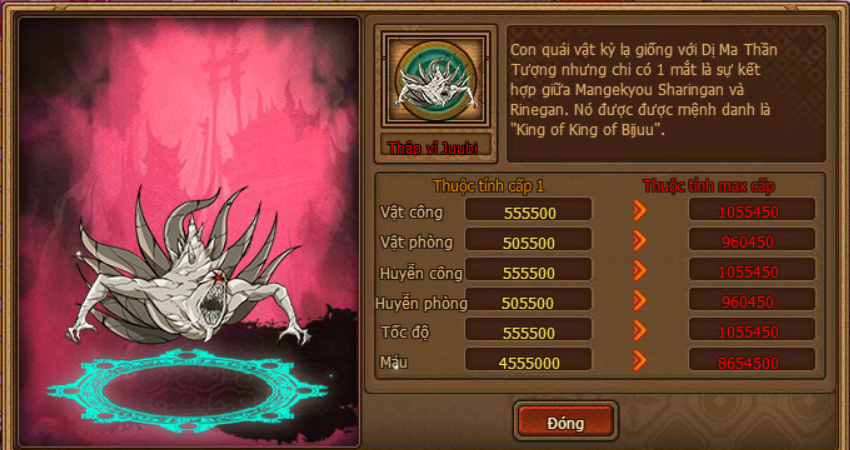 Con quái vật kỳ lạ giống với Dị Ma Thần
Tượng nhưng chỉ có 1 mắt là sự kết
hợp giữa Mangekyou Sharingan và
Rinegan. Nó được được mệnh danh là
"King of King of Bijuu".
Thập vĩ Juubi
Thuộc tính cấp 1 Thuộc tính max cấp
Vật công 555500 1055450
Vật phòng 505500 960450
Huyễn công 555500 1055450
Huyễn phòng 505500 960450
Tốc độ 555500 1055450
Máu 4555000 8654500
Đóng